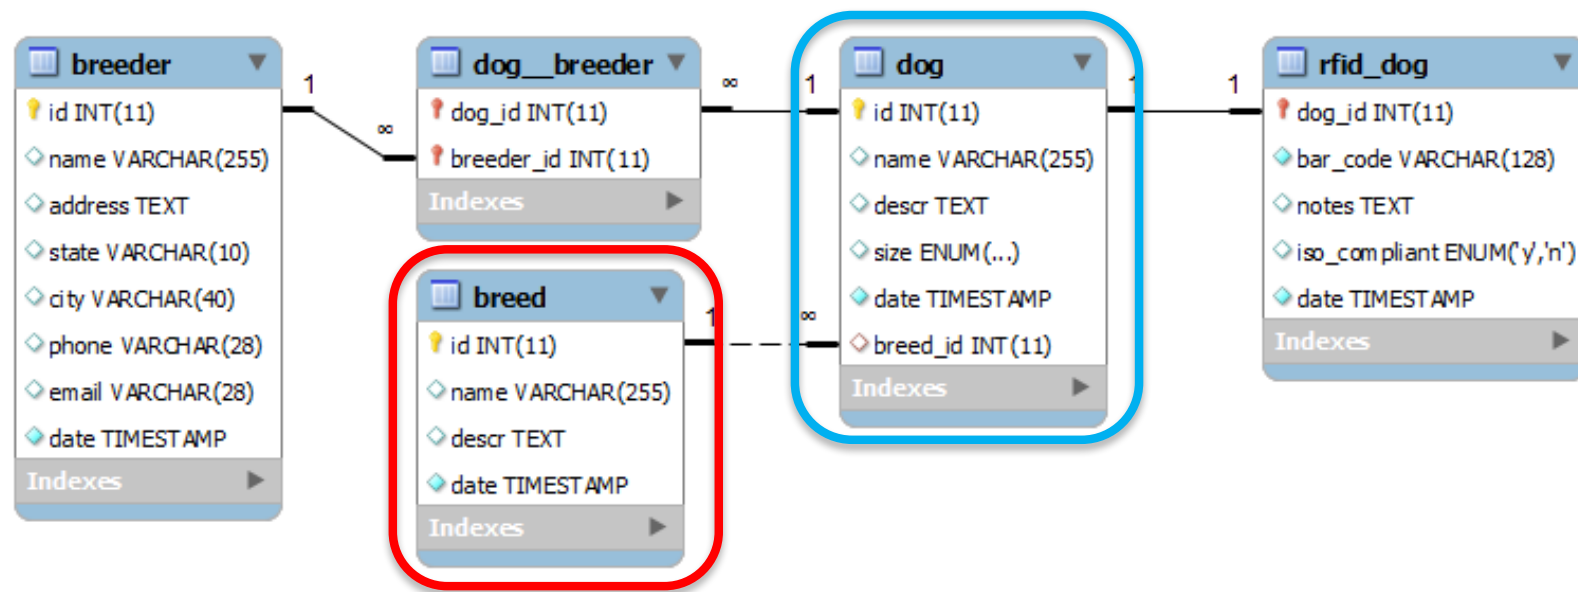 breeder
id INT(11)
name VARCHAR(255)
address TEXT
state VARCHAR(10)
city VARCHAR(40)
phone VARCHAR(28)
email VARCHAR(28)
date TIMESTAMP
Indexes
1
∞
dog__breeder
dog_id INT(11)
breeder_id INT(11)
Indexes
∞
1
breed
id INT(11)
name VARCHAR(255)
descr TEXT
date TIMESTAMP
Indexes
1
∞
dog
id INT(11)
name VARCHAR(255)
descr TEXT
size ENUM(...)
date TIMESTAMP
breed_id INT(11)
Indexes
1
1
rfid_dog
dog_id INT(11)
bar_code VARCHAR(128)
notes TEXT
iso_compliant ENUM('y','n')
date TIMESTAMP
Indexes